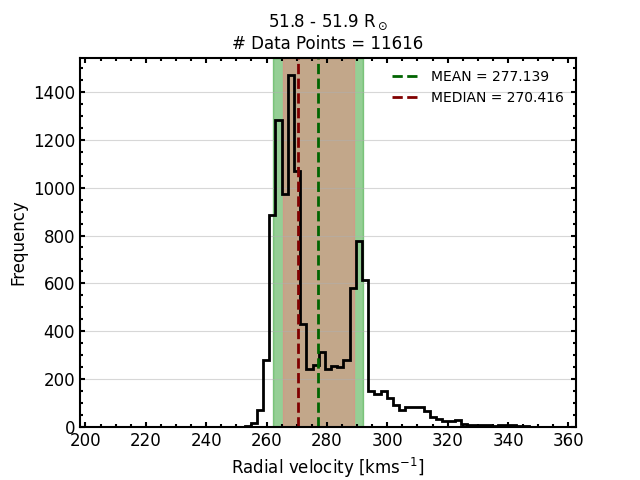 51.8 - 51.9 R⊙
# Data Points = 11616
MEAN = 277.139
MEDIAN = 270.416
1400
1200
1000
800
600
400
200
0
Frequency
200 220 240 260 280 300 320 340 360
Radial velocity [kms⁻¹]